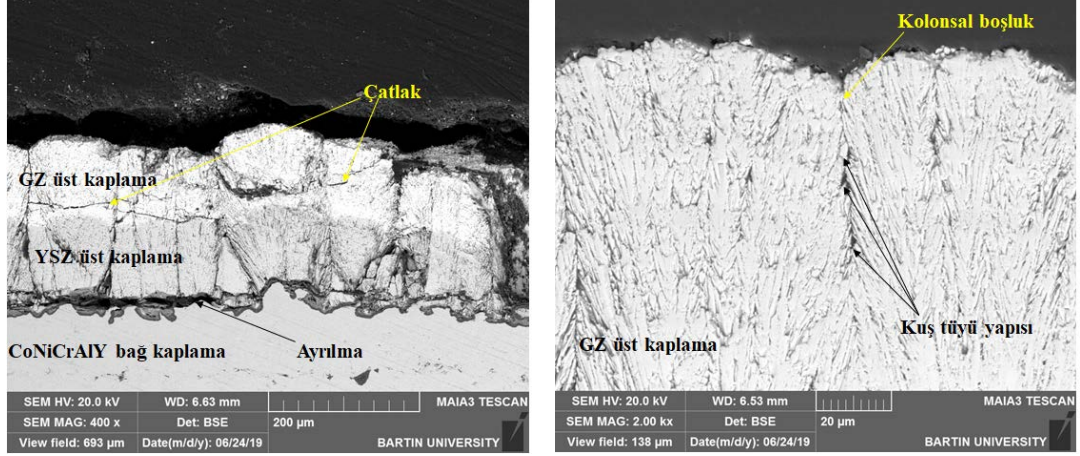 Çatlak
GZ üst kaplama
YSZ üst kaplama
CoNiCrAlY bağ kaplama
Ayrılma
SEM HV: 20.0 kV
WD: 6.63 mm
MAIA3 TESCAN
SEM MAG: 400 x
Det: BSE
200 µm
View field: 693 µm
Date(m/d/y): 06/24/19
BARTIN UNIVERSITY
Kolonsal boşluk
Kuş tüyü yapısı
GZ üst kaplama
SEM HV: 20.0 kV
WD: 6.53 mm
MAIA3 TESCAN
SEM MAG: 2.00 kx
Det: BSE
20 µm
View field: 138 µm
Date(m/d/y): 06/24/19
BARTIN UNIVERSITY